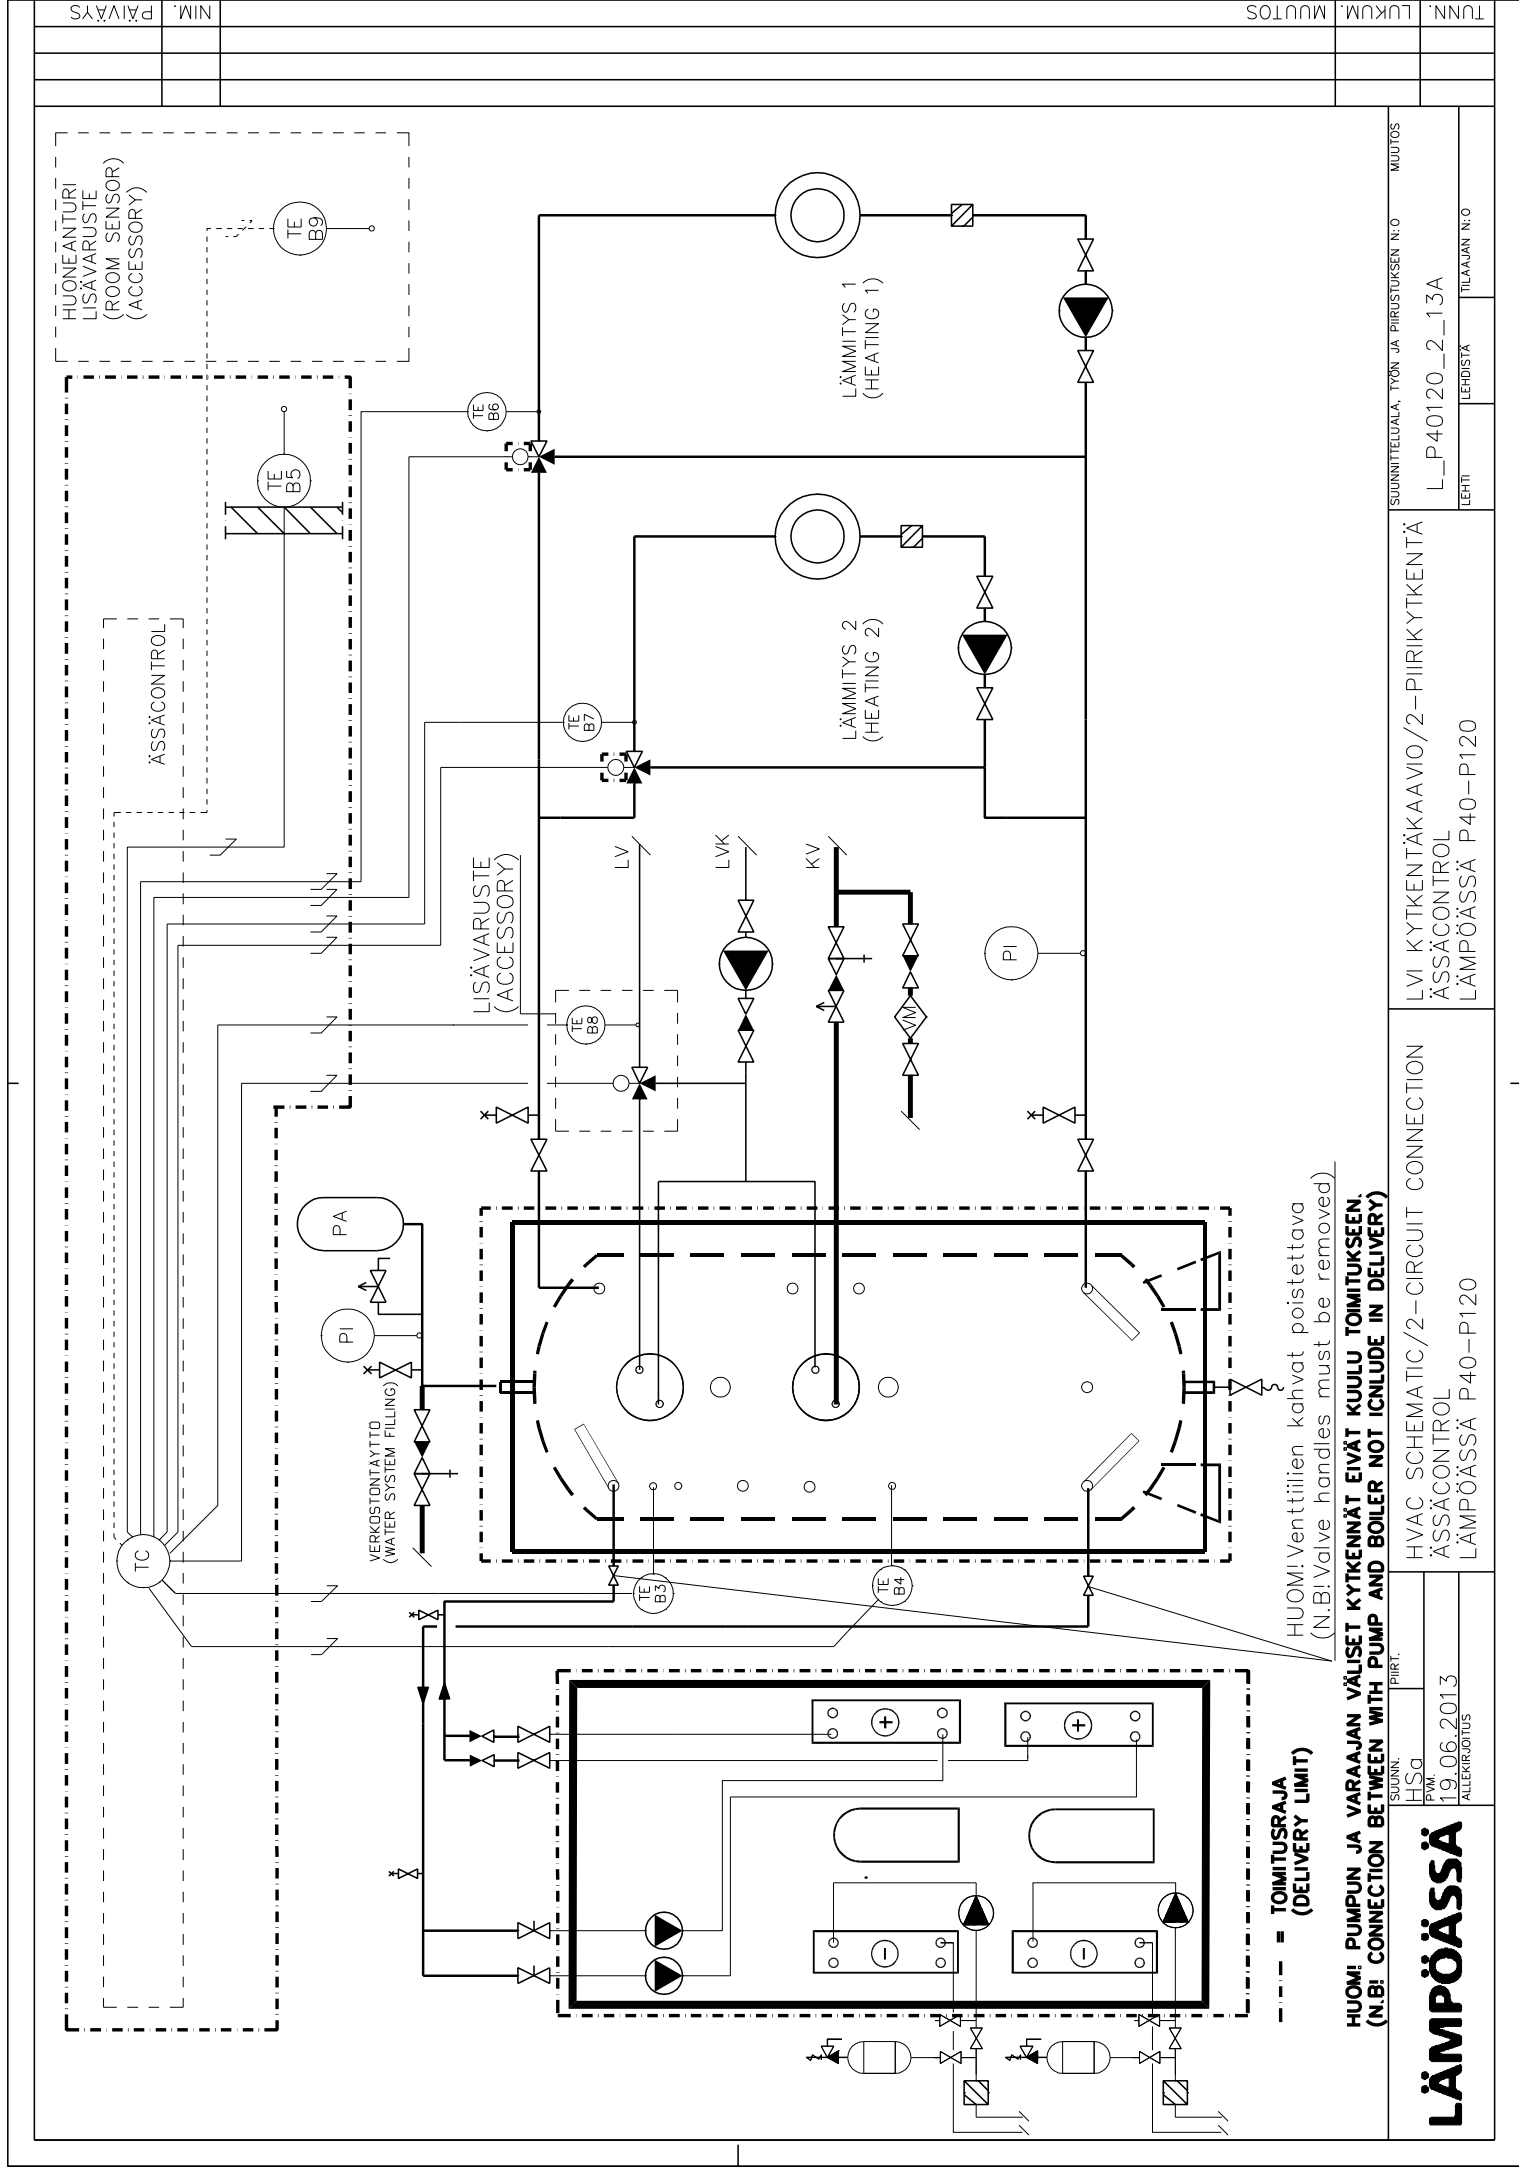 HUONEANTURI
LISÄVARUSTE
(ROOM SENSOR)
(ACCESSORY)
TE
B9
TE
B5
ÄSSÄCONTROL
TC
TE
B6
TE
B7
LÄMMITYS 1
(HEATING 1)
LÄMMITYS 2
(HEATING 2)
LISÄVARUSTE
(ACCESSORY)
TE
B8
LV
LVK
KV
VM
PI
PA
PI
VERKOSTONTÄYTTÖ
(WATER SYSTEM FILLING)
TE
B3
TE
B4
+
+
-
-
HUOM! Venttiilien kahvat poistettava
(N.B! Valve handles must be removed)
= TOIMITUSRAJA
(DELIVERY LIMIT)
HUOM! PUMPUN JA VARAAJAN VÄLISET KYTKENNÄT EIVÄT KUULU TOIMITUKSEEN.
(N.B! CONNECTION BETWEEN WITH PUMP AND BOILER NOT ICNLUDE IN DELIVERY)
LÄMPÖÄSSÄ
SUUNN.
HSa
PIIRT.
PVM.
19.06.2013
ALLEKIRJOITUS
HVAC SCHEMATIC/2-CIRCUIT CONNECTION
ÄSSÄCONTROL
LÄMPÖÄSSÄ P40-P120
LVI KYTKENTÄKAAVIO/2-PIIRIKYTKENTÄ
ÄSSÄCONTROL
LÄMPÖÄSSÄ P40-P120
SUUNNITTELUALA, TYÖN JA PIIRUSTUKSEN N:O
MUUTOS
L_P40120_2_13A
LEHTI
LEHDISTÄ
TILAAJAN N:O
TUNN.
LUKUM.
MUUTOS
NIM.
PÄIVÄYS